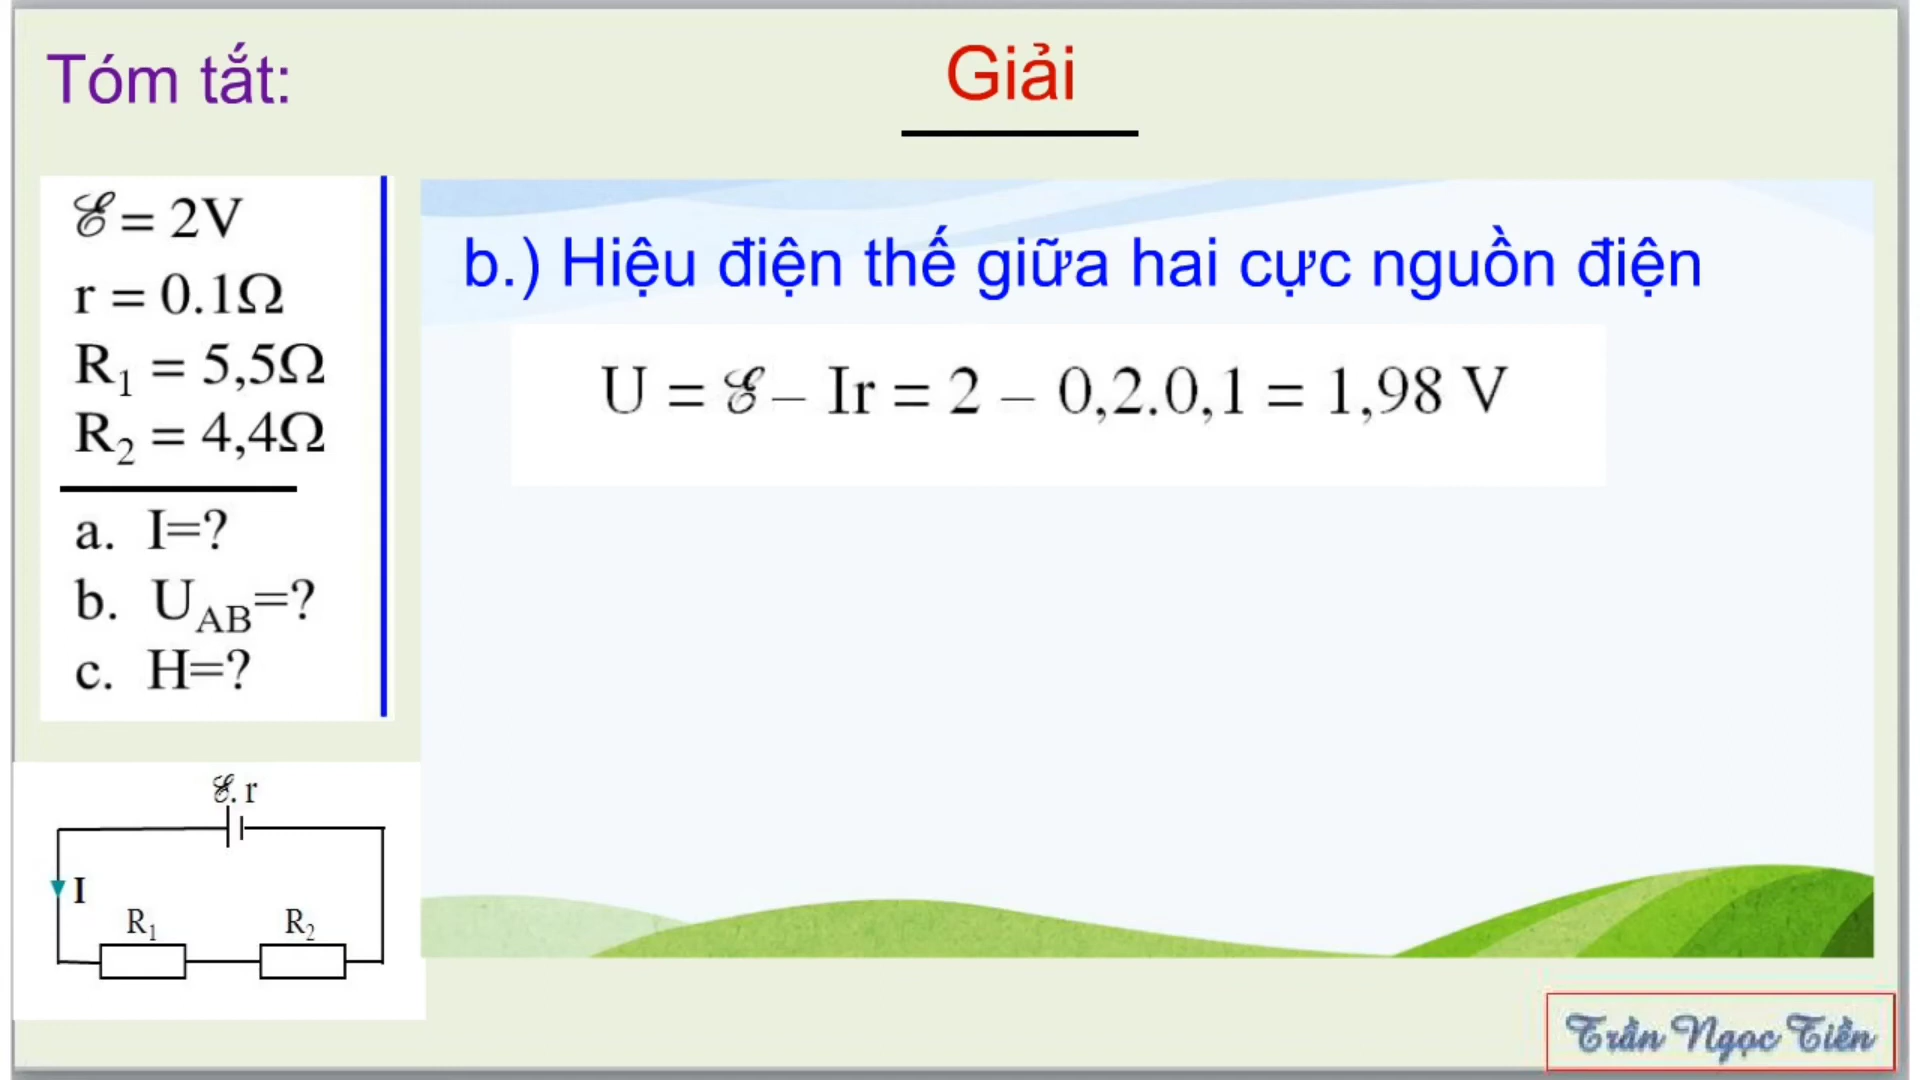 Tóm tắt:
Giải
ℰ = 2V
r = 0.1Ω
R₁ = 5,5Ω
R₂ = 4,4Ω
a. I=?
b. U_AB=?
c. H=?
b.) Hiệu điện thế giữa hai cực nguồn điện
U = ℰ – Ir = 2 – 0,2.0,1 = 1,98 V
ℰ. r
I
R₁ R₂
Trần Ngọc Tiền